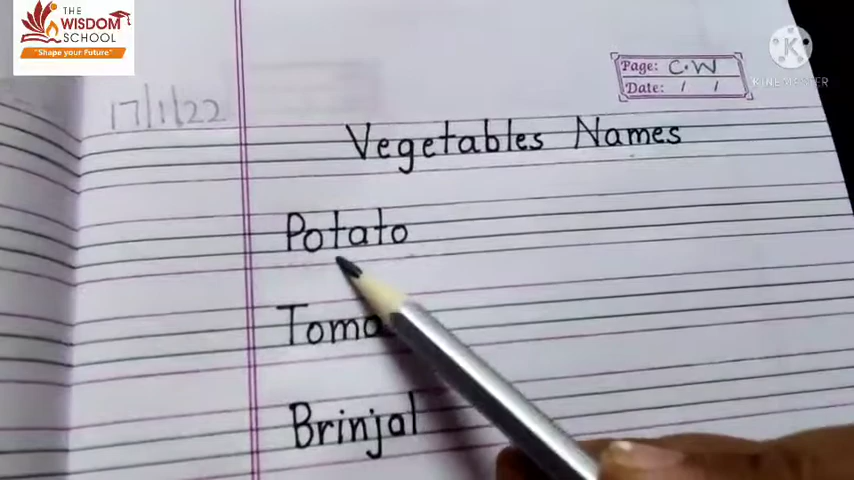 THE
WISDOM
SCHOOL
"Shape your Future"
K
KINEMASTER
Page: C.W
Date: / /
17/1/22
Vegetables Names
Potato
Brinjal